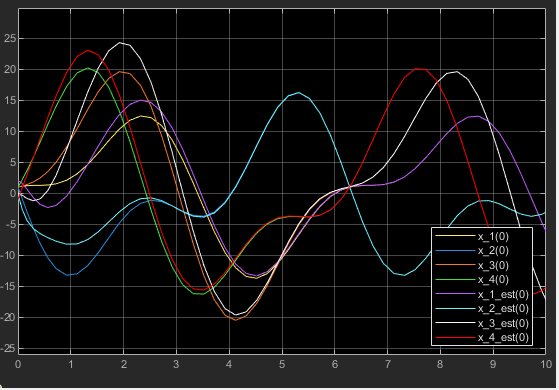 25
20
15
10
5
0
-5
-10
-15
-20
-25
0 1 2 3 4 5 6 7 8 9 10
x_1(0)
x_2(0)
x_3(0)
x_4(0)
x_1_est(0)
x_2_est(0)
x_3_est(0)
x_4_est(0)